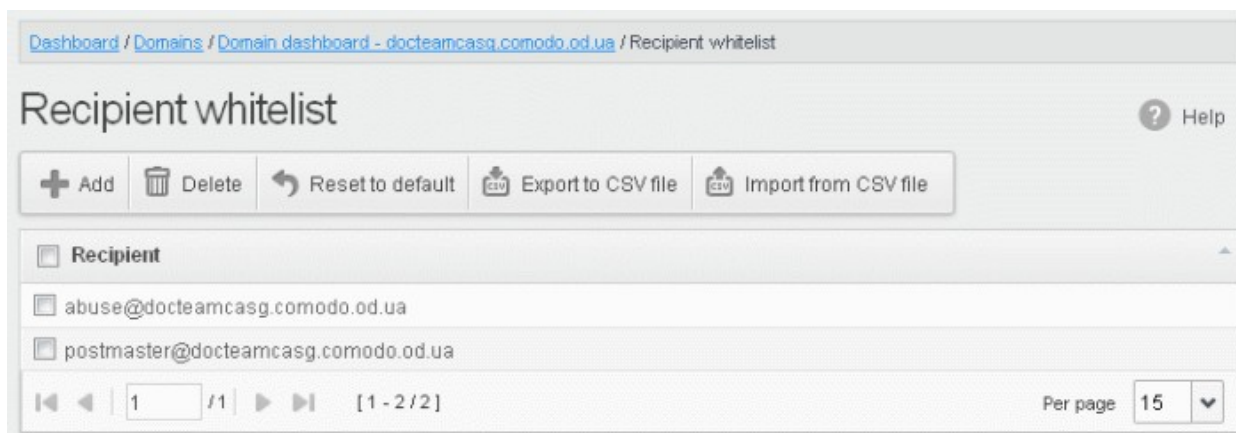 Dashboard / Domains / Domain dashboard - docteamcasg.comodo.od.ua / Recipient whitelist
Recipient whitelist
Help
Add Delete Reset to default CSV Export to CSV file CSV Import from CSV file
Recipient
abuse@docteamcasg.comodo.od.ua
postmaster@docteamcasg.comodo.od.ua
1 /1 [1 - 2 / 2] Per page 15